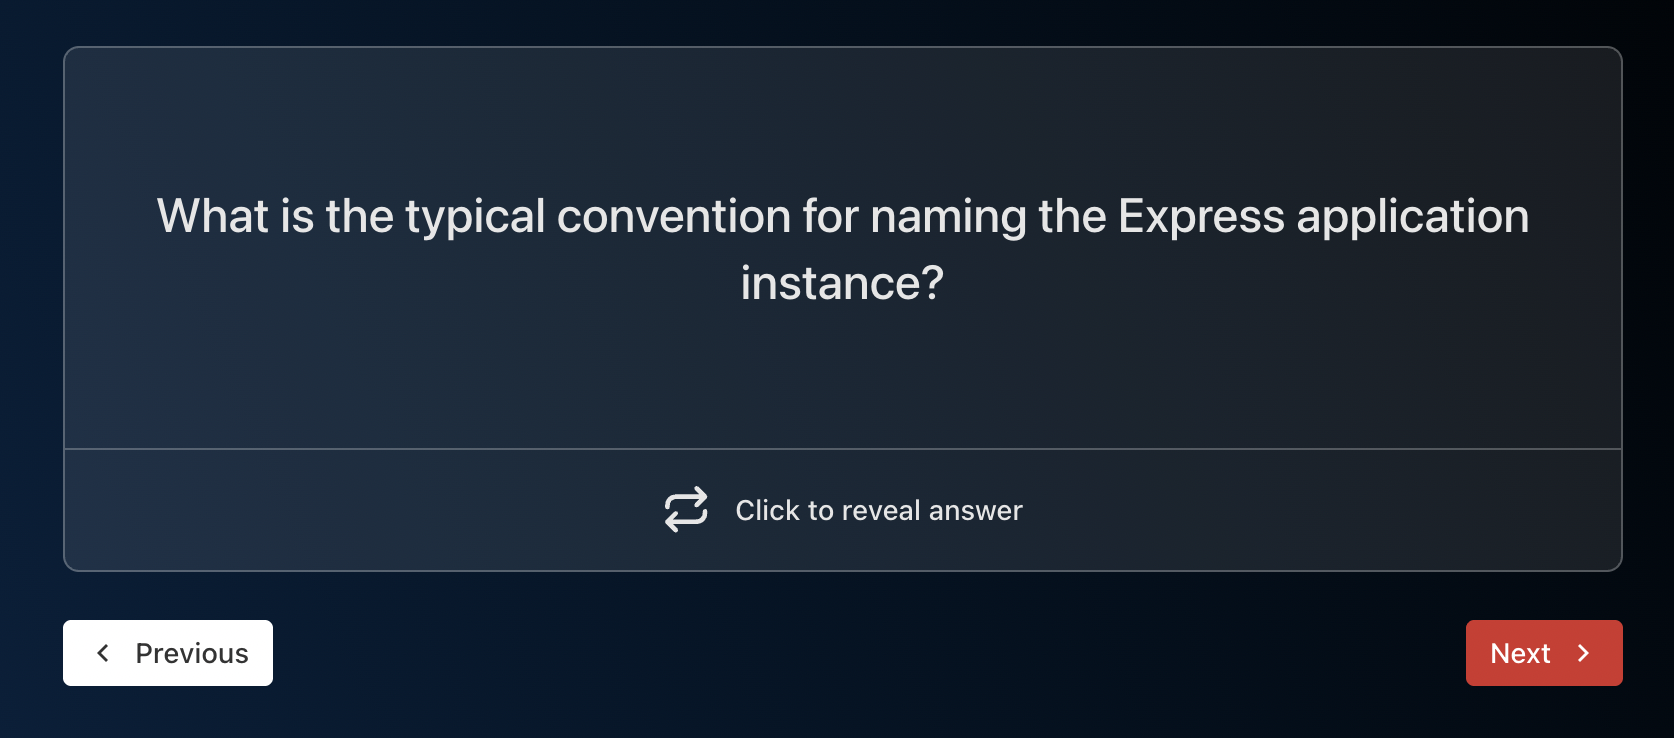 What is the typical convention for naming the Express application
instance?
Click to reveal answer
Previous
Next